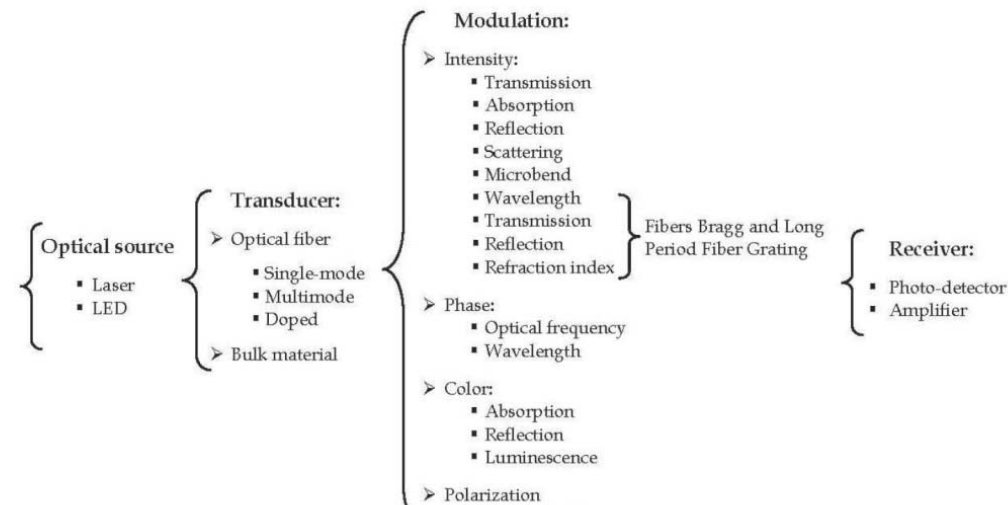 Optical source
▪ Laser
▪ LED
Transducer:
➢ Optical fiber
▪ Single-mode
▪ Multimode
▪ Doped
➢ Bulk material
Modulation:
➢ Intensity:
▪ Transmission
▪ Absorption
▪ Reflection
▪ Scattering
▪ Microbend
▪ Wavelength
▪ Transmission
▪ Reflection
▪ Refraction index
Fibers Bragg and Long
Period Fiber Grating
➢ Phase:
▪ Optical frequency
▪ Wavelength
➢ Color:
▪ Absorption
▪ Reflection
▪ Luminescence
➢ Polarization
Receiver:
▪ Photo-detector
▪ Amplifier